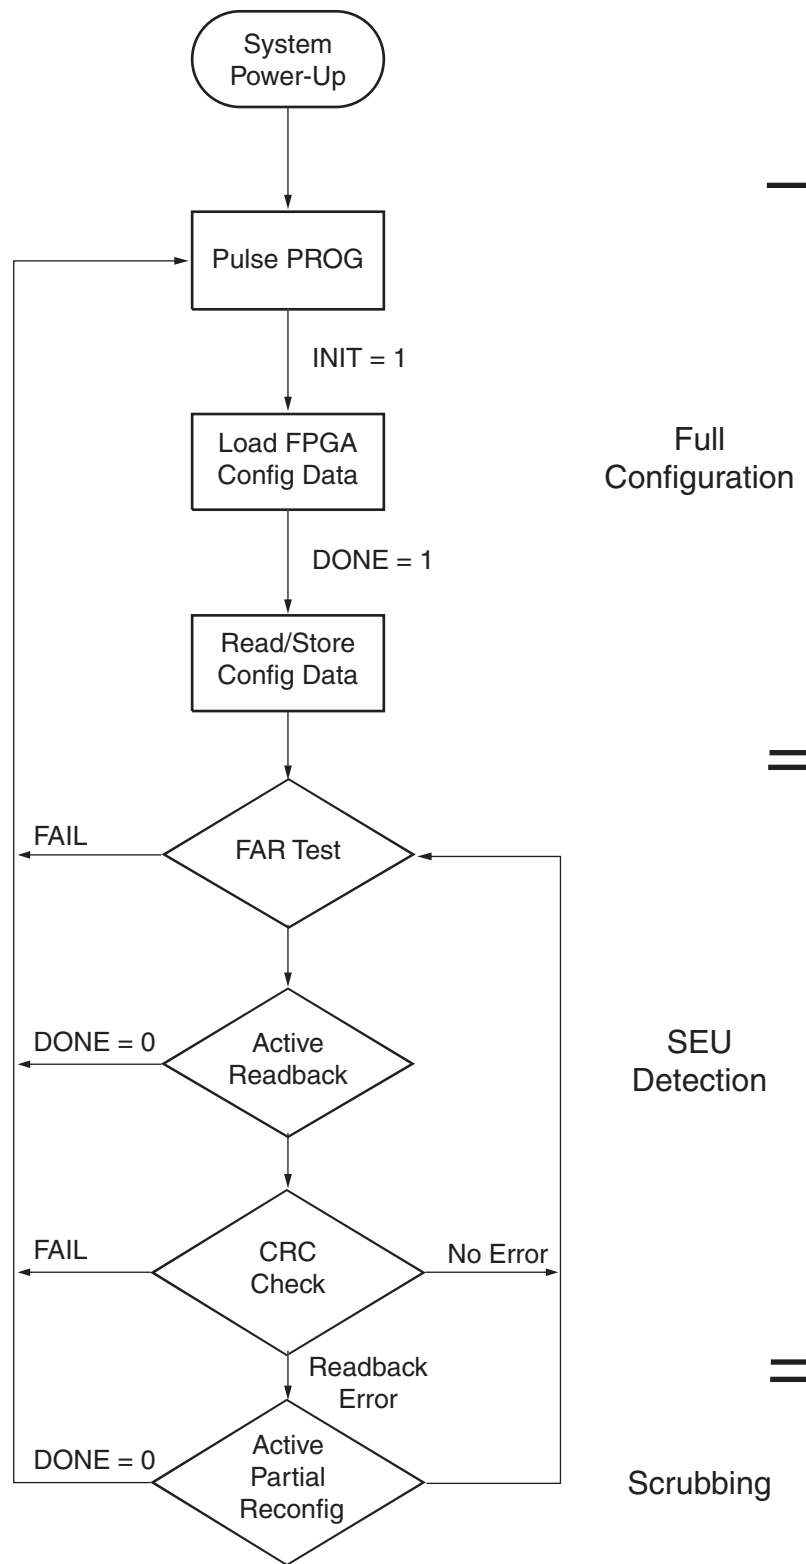 System
Power-Up
Pulse PROG
INIT = 1
Load FPGA
Config Data
Full
Configuration
DONE = 1
Read/Store
Config Data
FAIL
FAR Test
DONE = 0
Active
Readback
SEU
Detection
FAIL
CRC
Check
No Error
Readback
Error
DONE = 0
Active
Partial
Reconfig
Scrubbing